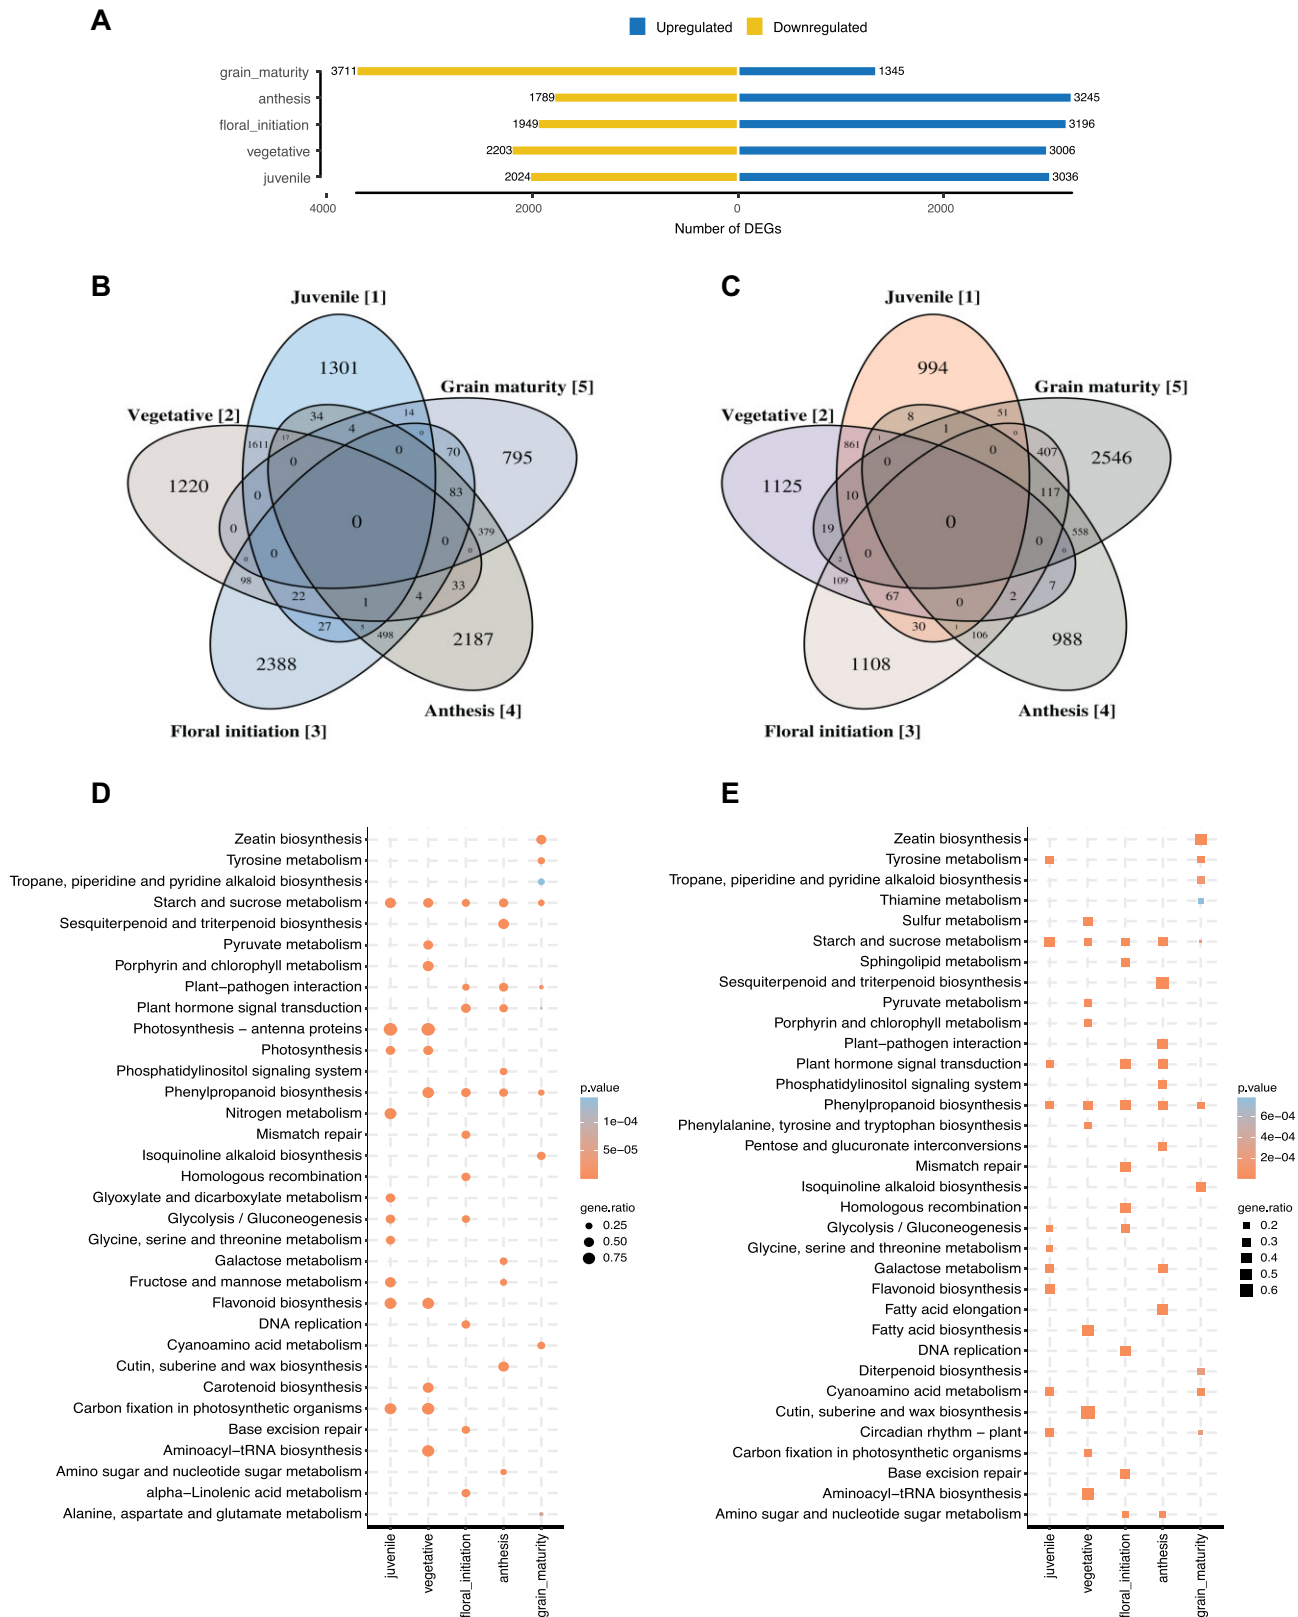 A
Upregulated Downregulated
grain_maturity 3711 1345
anthesis 1789 3245
floral_initiation 1949 3196
vegetative 2203 3006
juvenile 2024 3036
4000 2000 0 2000
Number of DEGs
B
Juvenile [1]
1301
Grain maturity [5]
Vegetative [2]
34 14
4 0
1611 17
0 0 70 795
1220 0 83
0 0 379
0 0
0 0
98 33
22 1 4
27 5 498
2388 2187
Anthesis [4]
Floral initiation [3]
C
Juvenile [1]
994
Grain maturity [5]
Vegetative [2]
8 51
1 0
861 1
0 0 407 2546
1125 10 117
19 0 558
0 0
2 0
109 7
67 0 2
30 1 106
1108 988
Anthesis [4]
Floral initiation [3]
D
Zeatin biosynthesis
Tyrosine metabolism
Tropane, piperidine and pyridine alkaloid biosynthesis
Starch and sucrose metabolism
Sesquiterpenoid and triterpenoid biosynthesis
Pyruvate metabolism
Porphyrin and chlorophyll metabolism
Plant−pathogen interaction
Plant hormone signal transduction
Photosynthesis − antenna proteins
Photosynthesis
Phosphatidylinositol signaling system
Phenylpropanoid biosynthesis
Nitrogen metabolism
Mismatch repair
Isoquinoline alkaloid biosynthesis
Homologous recombination
Glyoxylate and dicarboxylate metabolism
Glycolysis / Gluconeogenesis
Glycine, serine and threonine metabolism
Galactose metabolism
Fructose and mannose metabolism
Flavonoid biosynthesis
DNA replication
Cyanoamino acid metabolism
Cutin, suberine and wax biosynthesis
Carotenoid biosynthesis
Carbon fixation in photosynthetic organisms
Base excision repair
Aminoacyl−tRNA biosynthesis
Amino sugar and nucleotide sugar metabolism
alpha−Linolenic acid metabolism
Alanine, aspartate and glutamate metabolism
juvenile
vegetative
floral_initiation
anthesis
grain_maturity
p.value
1e−04
5e−05
gene.ratio
0.25
0.50
0.75
E
Zeatin biosynthesis
Tyrosine metabolism
Tropane, piperidine and pyridine alkaloid biosynthesis
Thiamine metabolism
Sulfur metabolism
Starch and sucrose metabolism
Sphingolipid metabolism
Sesquiterpenoid and triterpenoid biosynthesis
Pyruvate metabolism
Porphyrin and chlorophyll metabolism
Plant−pathogen interaction
Plant hormone signal transduction
Phosphatidylinositol signaling system
Phenylpropanoid biosynthesis
Phenylalanine, tyrosine and tryptophan biosynthesis
Pentose and glucuronate interconversions
Mismatch repair
Isoquinoline alkaloid biosynthesis
Homologous recombination
Glycolysis / Gluconeogenesis
Glycine, serine and threonine metabolism
Galactose metabolism
Flavonoid biosynthesis
Fatty acid elongation
Fatty acid biosynthesis
DNA replication
Diterpenoid biosynthesis
Cyanoamino acid metabolism
Cutin, suberine and wax biosynthesis
Circadian rhythm − plant
Carbon fixation in photosynthetic organisms
Base excision repair
Aminoacyl−tRNA biosynthesis
Amino sugar and nucleotide sugar metabolism
juvenile
vegetative
floral_initiation
anthesis
grain_maturity
p.value
6e−04
4e−04
2e−04
gene.ratio
0.2
0.3
0.4
0.5
0.6